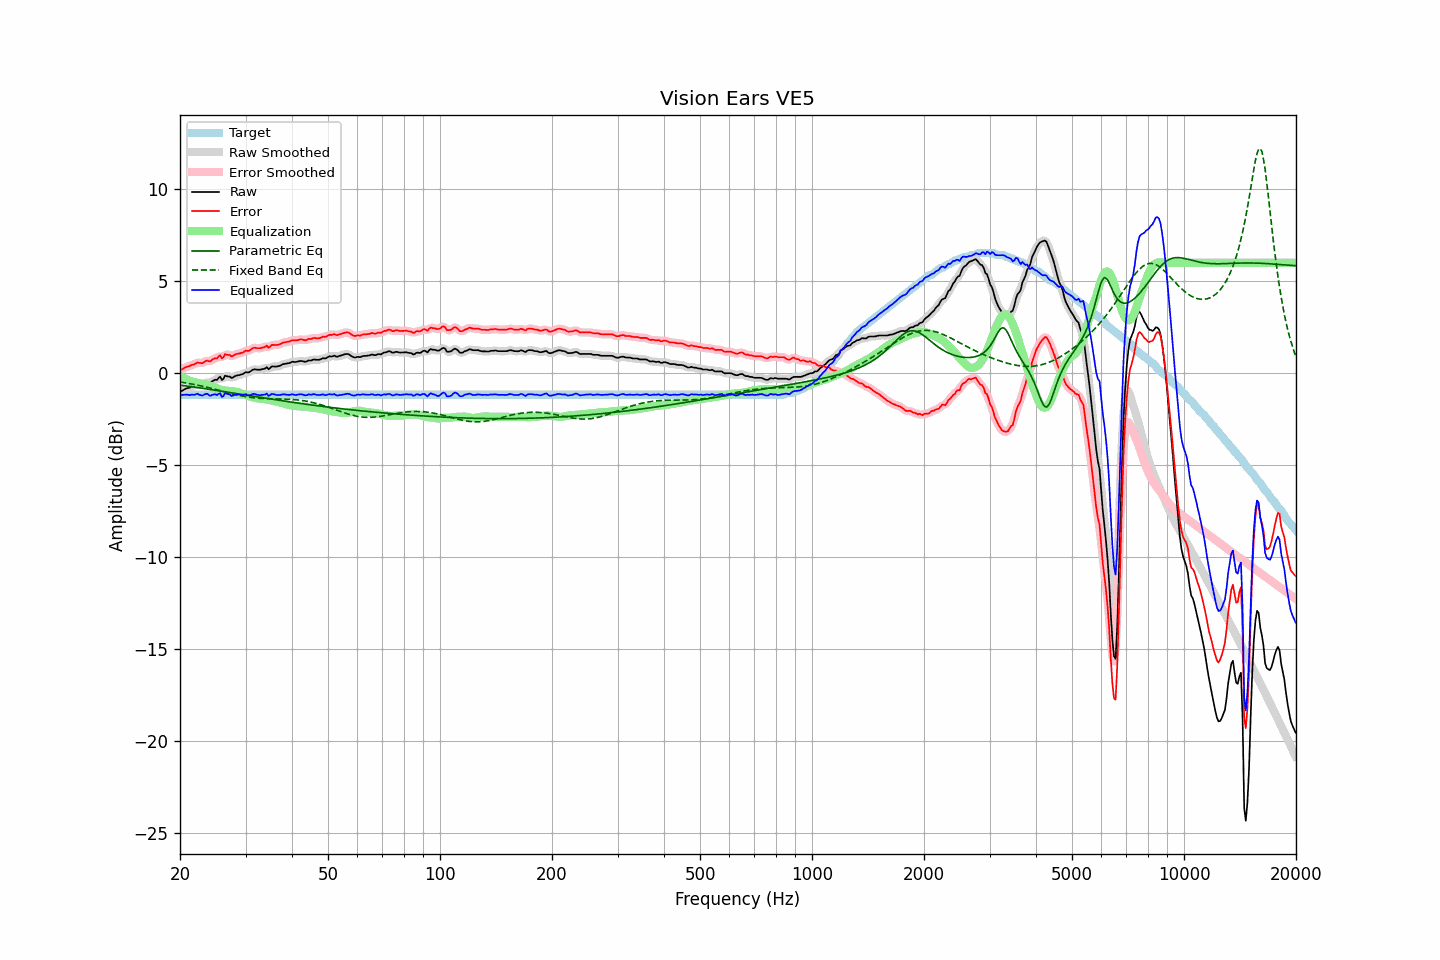 Vision Ears VE5
Target
Raw Smoothed
Error Smoothed
Raw
Error
Equalization
Parametric Eq
Fixed Band Eq
Equalized
10
5
0
−5
−10
−15
−20
−25
Amplitude (dBr)
20 50 100 200 500 1000 2000 5000 10000 20000
Frequency (Hz)